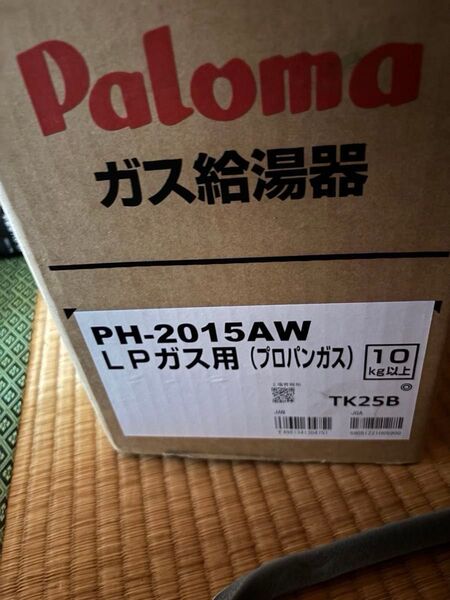 Paloma
ガス給湯器
PH-2015AW
LPガス用（プロパンガス）
10
kg以上
TK25B
JAN
JGA